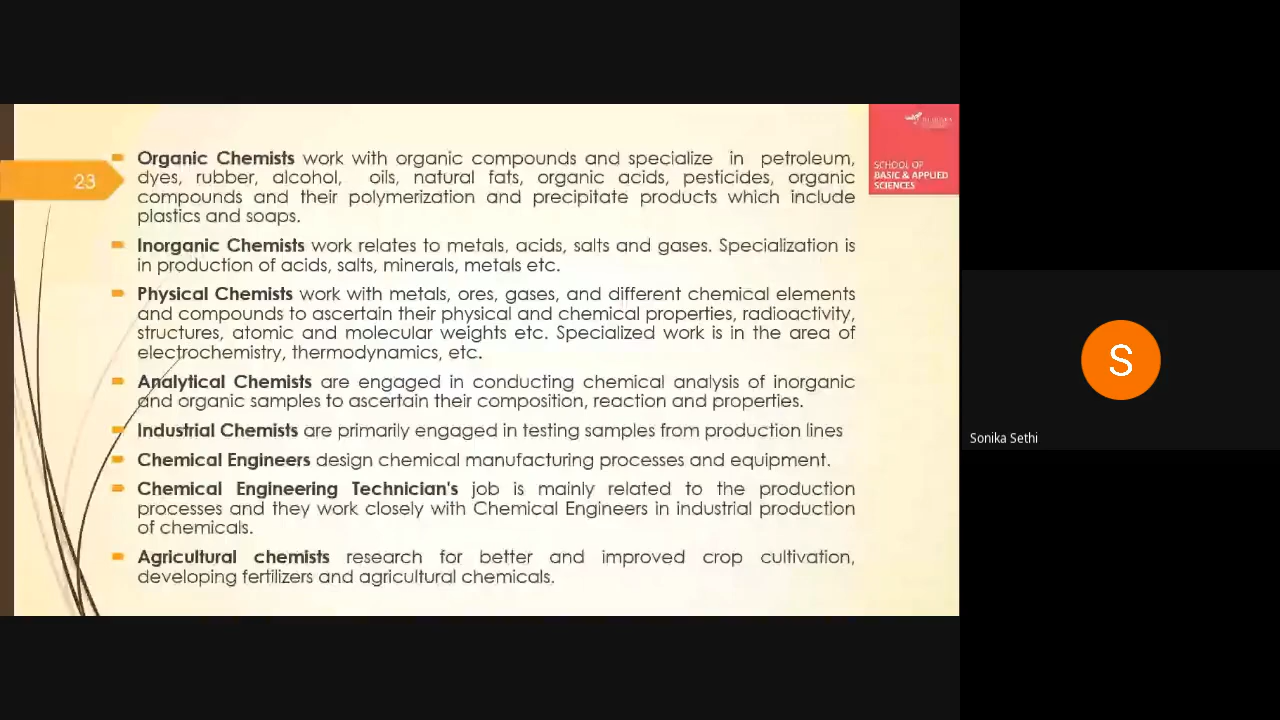 23
Organic Chemists work with organic compounds and specialize in petroleum,
dyes, rubber, alcohol, oils, natural fats, organic acids, pesticides, organic
compounds and their polymerization and precipitate products which include
plastics and soaps.
Inorganic Chemists work relates to metals, acids, salts and gases. Specialization is
in production of acids, salts, minerals, metals etc.
Physical Chemists work with metals, ores, gases, and different chemical elements
and compounds to ascertain their physical and chemical properties, radioactivity,
structures, atomic and molecular weights etc. Specialized work is in the area of
electrochemistry, thermodynamics, etc.
Analytical Chemists are engaged in conducting chemical analysis of inorganic
and organic samples to ascertain their composition, reaction and properties.
Industrial Chemists are primarily engaged in testing samples from production lines
Chemical Engineers design chemical manufacturing processes and equipment.
Chemical Engineering Technician's job is mainly related to the production
processes and they work closely with Chemical Engineers in industrial production
of chemicals.
Agricultural chemists research for better and improved crop cultivation,
developing fertilizers and agricultural chemicals.
SCHOOL OF
BASIC & APPLIED
SCIENCES
S
Sonika Sethi